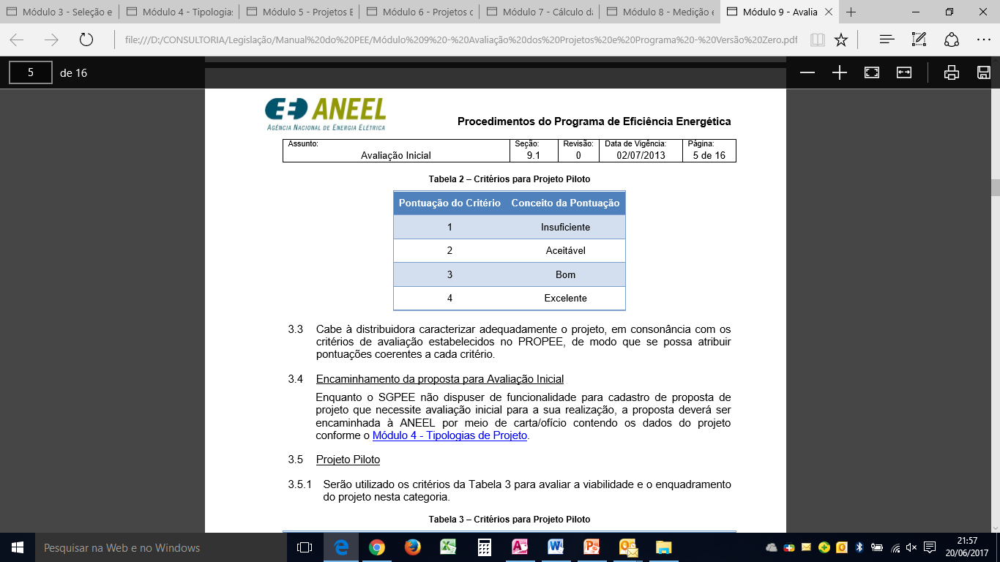 Módulo 3 - Seleção e
Módulo 4 - Tipologias
Módulo 5 - Projetos E
Módulo 6 - Projetos c
Módulo 7 - Cálculo da
Módulo 8 - Medição e
Módulo 9 - Avalia
file:///D:/CONSULTORIA/Legislação/Manual%20do%20PEE/Módulo%209%20-%20Avaliação%20dos%20Projetos%20e%20Programa%20-%20Versão%20Zero.pdf
5 de 16
ANEEL
AGÊNCIA NACIONAL DE ENERGIA ELÉTRICA
Procedimentos do Programa de Eficiência Energética
Assunto: Seção: Revisão: Data de Vigência: Página:
Avaliação Inicial 9.1 0 02/07/2013 5 de 16
Tabela 2 – Critérios para Projeto Piloto
Pontuação do Critério Conceito da Pontuação
1 Insuficiente
2 Aceitável
3 Bom
4 Excelente
3.3 Cabe à distribuidora caracterizar adequadamente o projeto, em consonância com os
critérios de avaliação estabelecidos no PROPEE, de modo que se possa atribuir
pontuações coerentes a cada critério.
3.4 Encaminhamento da proposta para Avaliação Inicial
Enquanto o SGPEE não dispuser de funcionalidade para cadastro de proposta de
projeto que necessite avaliação inicial para a sua realização, a proposta deverá ser
encaminhada à ANEEL por meio de carta/ofício contendo os dados do projeto
conforme o Módulo 4 - Tipologias de Projeto.
3.5 Projeto Piloto
3.5.1 Serão utilizado os critérios da Tabela 3 para avaliar a viabilidade e o enquadramento
do projeto nesta categoria.
Tabela 3 – Critérios para Projeto Piloto
Pesquisar na Web e no Windows
21:57
20/06/2017